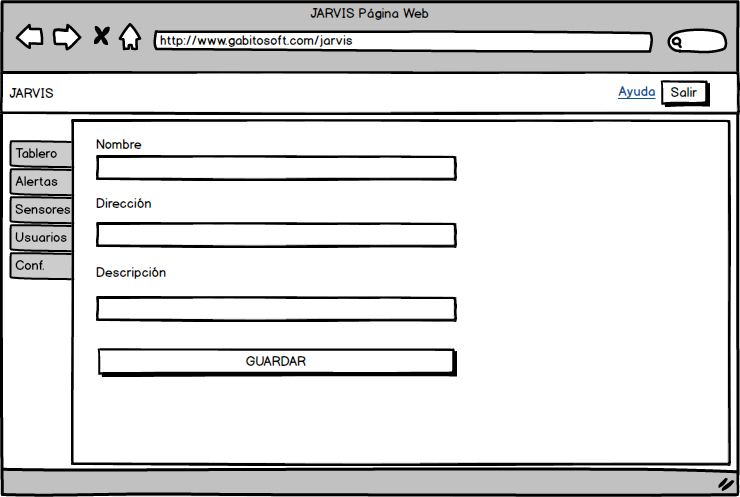 JARVIS Página Web
http://www.gabitosoft.com/jarvis
JARVIS
Ayuda
Salir
Tablero
Alertas
Sensores
Usuarios
Conf.
Nombre
Dirección
Descripción
GUARDAR